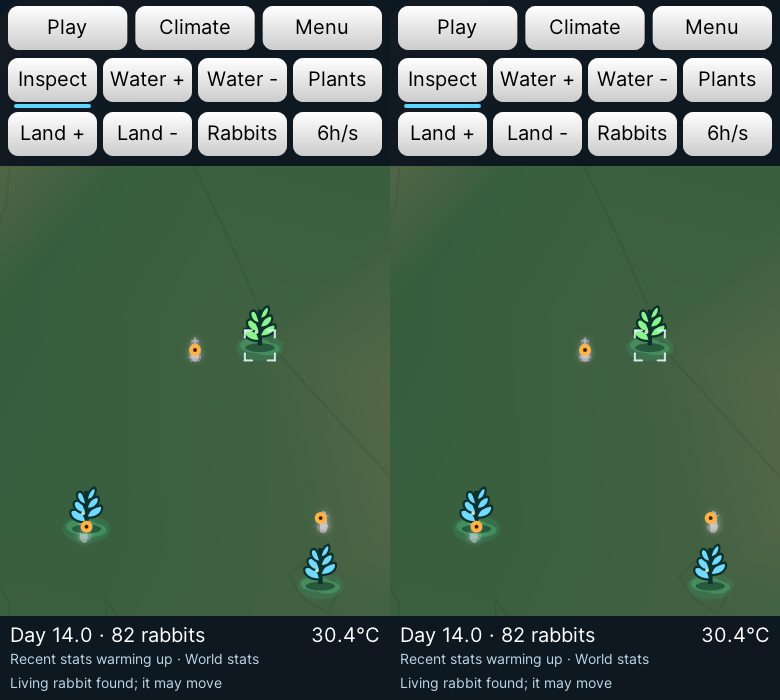 Play Climate Menu Play Climate Menu
Inspect Water + Water - Plants Inspect Water + Water - Plants
Land + Land - Rabbits 6h/s Land + Land - Rabbits 6h/s
Day 14.0 · 82 rabbits 30.4°C Day 14.0 · 82 rabbits 30.4°C
Recent stats warming up · World stats Recent stats warming up · World stats
Living rabbit found; it may move Living rabbit found; it may move